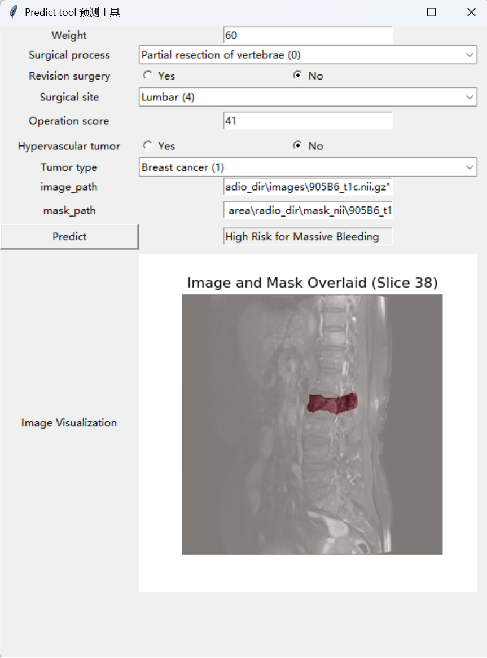 Predict tool 预测工具
Weight 60
Surgical process Partial resection of vertebrae (0)
Revision surgery Yes No
Surgical site Lumbar (4)
Operation score 41
Hypervascular tumor Yes No
Tumor type Breast cancer (1)
image_path adio_dir\images\905B6_t1c.nii.gz"
mask_path area\radio_dir\mask_nii\905B6_t1
Predict High Risk for Massive Bleeding
Image and Mask Overlaid (Slice 38)
Image Visualization